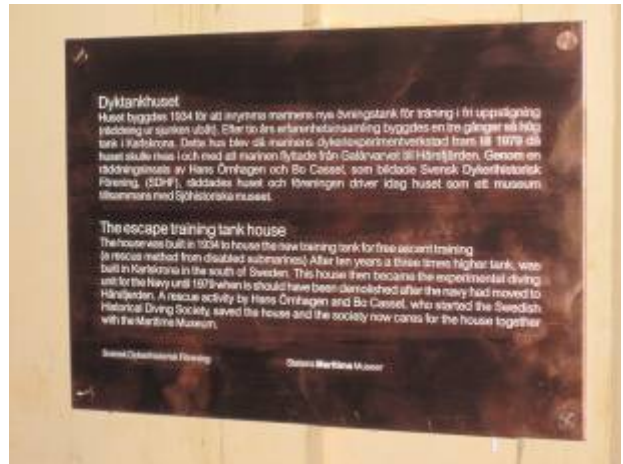 Dyktankhuset
Huset byggdes 1934 för att inrymma marinens nya övningstank för träning i fri uppstigning
(räddning ur sjunken ubåt). Efter tio års erfarenhetsinsamling byggdes en tre gånger så hög
tank i Karlskrona. Detta hus blev då marinens dykeriexperimentverkstad fram till 1979 då
huset skulle rivas i och med att marinen flyttade från Galärvarvet till Hårsfjärden. Genom en
räddningsinsats av Hans Örnhagen och Bo Cassel, som bildade Svensk Dykerihistorisk
Förening, (SDHF), räddades huset och föreningen driver idag huset som ett museum
tillsammans med Sjöhistoriska museet.
The escape training tank house
The house was built in 1934 to house the new training tank for free ascent training
(a rescue method from disabled submarines) After ten years a three times higher tank, was
built in Karlskrona in the south of Sweden. This house then became the experimental diving
unit for the Navy until 1979 when is should have been demolished after the navy had moved to
Hårsfjärden. A rescue activity by Hans Örnhagen and Bo Cassel, who started the Swedish
Historical Diving Society, saved the house and the society now cares for the house together
with the Maritime Museum.
Svensk Dykerihistorisk Förening
Statens Maritima Museer